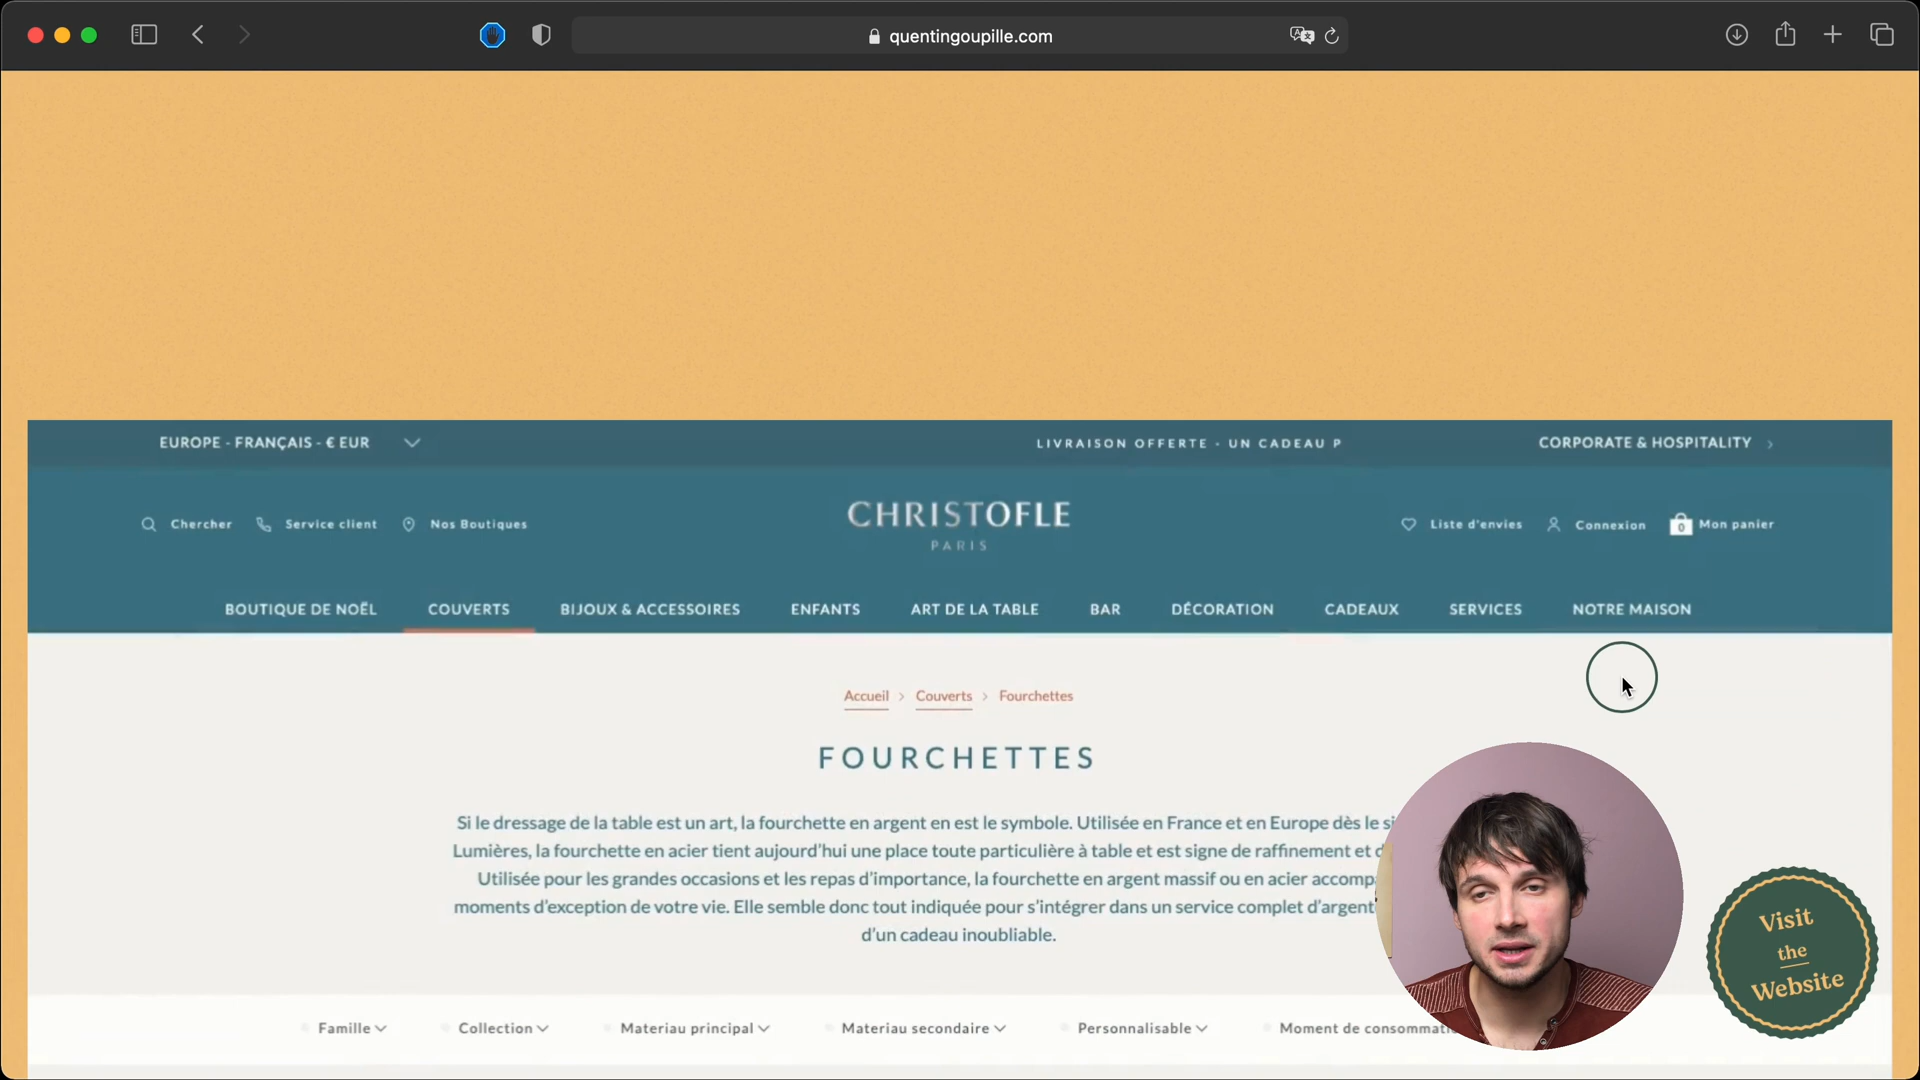 quentingoupille.com
EUROPE - FRANÇAIS - € EUR
LIVRAISON OFFERTE - UN CADEAU P
CORPORATE & HOSPITALITY
Chercher
Service client
Nos Boutiques
CHRISTOFLE
PARIS
Liste d'envies
Connexion
0
Mon panier
BOUTIQUE DE NOËL
COUVERTS
BIJOUX & ACCESSOIRES
ENFANTS
ART DE LA TABLE
BAR
DÉCORATION
CADEAUX
SERVICES
NOTRE MAISON
Accueil > Couverts > Fourchettes
FOURCHETTES
Si le dressage de la table est un art, la fourchette en argent en est le symbole. Utilisée en France et en Europe dès le
Lumières, la fourchette en acier tient aujourd'hui une place toute particulière à table et est signe de raffinement et
Utilisée pour les grandes occasions et les repas d'importance, la fourchette en argent massif ou en acier
moments d'exception de votre vie. Elle semble donc tout indiquée pour s'intégrer dans un service complet
d'un cadeau inoubliable.
Famille
Collection
Materiau principal
Materiau secondaire
Personnalisable
Moment de
Visit
the
Website